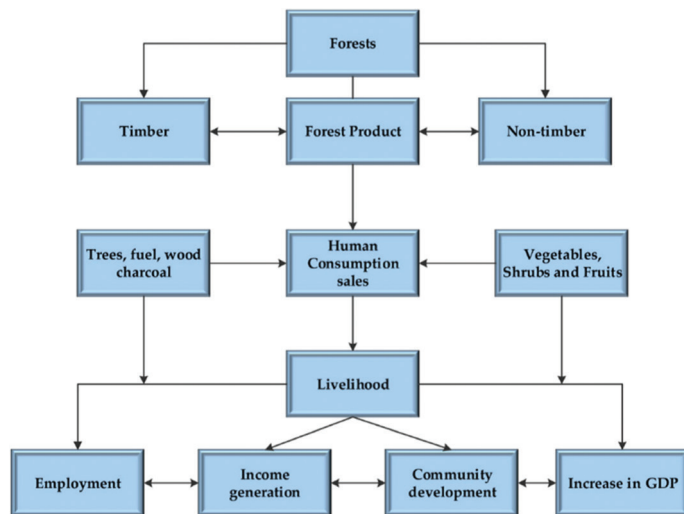 Forests
Timber
Forest Product
Non-timber
Trees, fuel, wood
charcoal
Human
Consumption
sales
Vegetables,
Shrubs and Fruits
Livelihood
Employment
Income
generation
Community
development
Increase in GDP